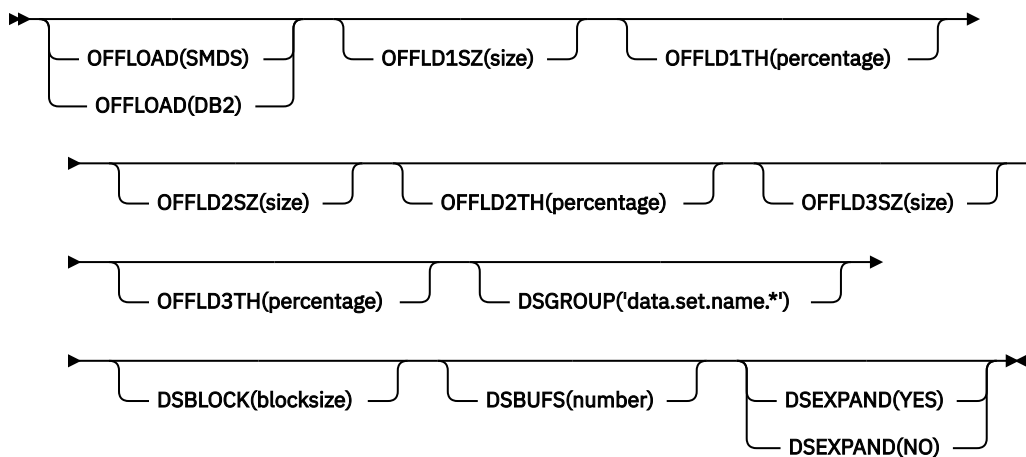 OFFLOAD(SMDS) OFFLD1SZ(size) OFFLD1TH(percentage)
OFFLOAD(DB2)
OFFLD2SZ(size) OFFLD2TH(percentage) OFFLD3SZ(size)
OFFLD3TH(percentage) DSGROUP('data.set.name.*')
DSBLOCK(blocksize) DSBUFS(number) DSEXPAND(YES)
DSEXPAND(NO)